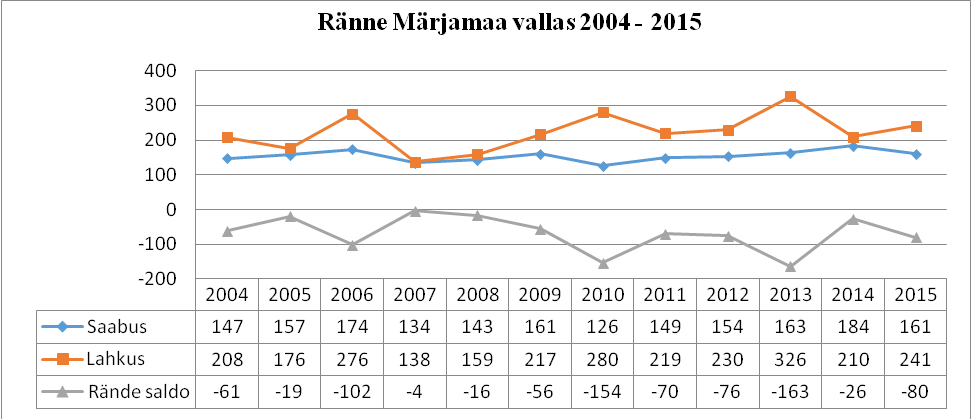 Ränne Märjamaa vallas 2004 - 2015
400
300
200
100
0
-100
-200
2004 2005 2006 2007 2008 2009 2010 2011 2012 2013 2014 2015
Saabus 147 157 174 134 143 161 126 149 154 163 184 161
Lahkus 208 176 276 138 159 217 280 219 230 326 210 241
Rände saldo -61 -19 -102 -4 -16 -56 -154 -70 -76 -163 -26 -80